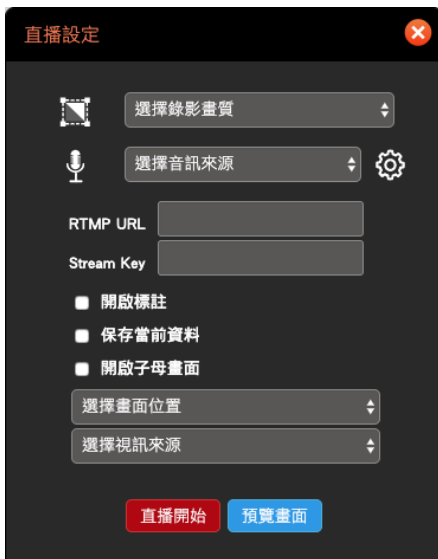 直播設定
選擇錄影畫質
選擇音訊來源
RTMP URL
Stream Key
開啟標註
保存當前資料
開啟子母畫面
選擇畫面位置
選擇視訊來源
直播開始 預覽畫面